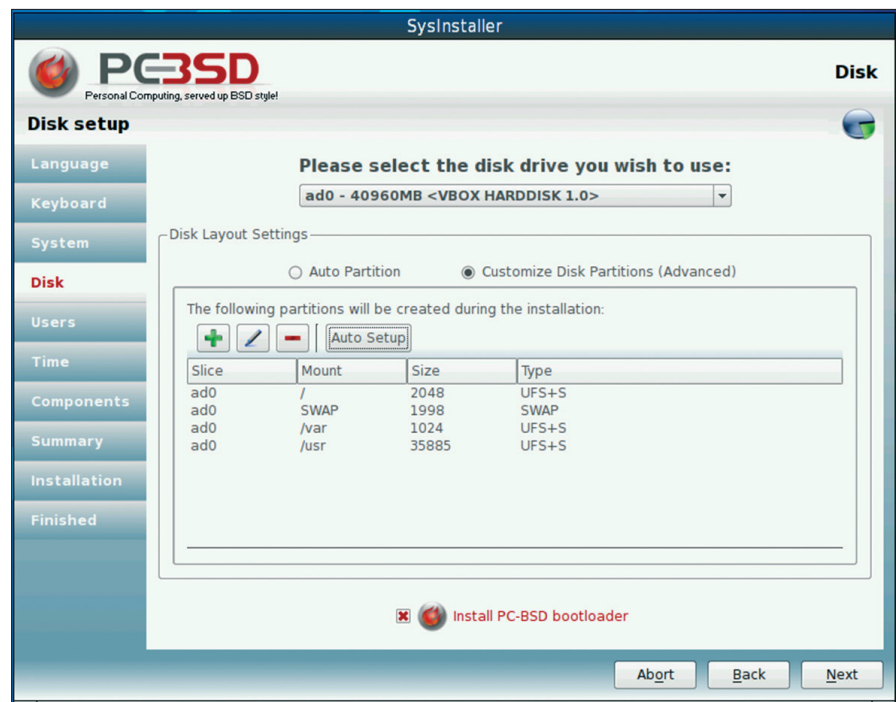 SysInstaller
PCBSD
Personal Computing, served up BSD style!
Disk
Disk setup
Language
Keyboard
System
Disk
Users
Time
Components
Summary
Installation
Finished
Please select the disk drive you wish to use:
ad0 - 40960MB <VBOX HARDDISK 1.0>
Disk Layout Settings
Auto Partition Customize Disk Partitions (Advanced)
The following partitions will be created during the installation:
Auto Setup
Slice Mount Size Type
ad0 / 2048 UFS+S
ad0 SWAP 1998 SWAP
ad0 /var 1024 UFS+S
ad0 /usr 35885 UFS+S
Install PC-BSD bootloader
Abort Back Next